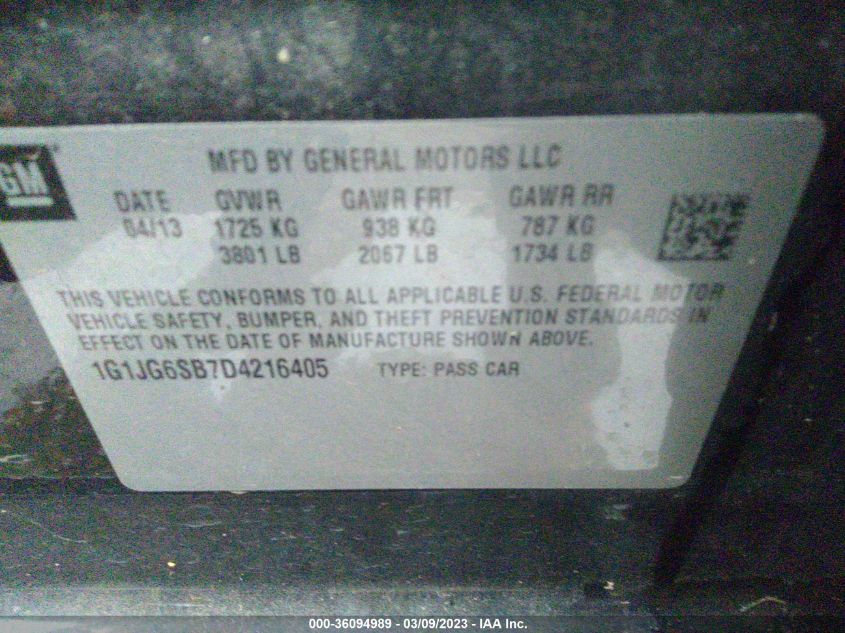 GM
MFD BY GENERAL MOTORS LLC
DATE GVWR GAWR FRT GAWR RR
04/13 1725 KG 938 KG 787 KG
3801 LB 2067 LB 1734 LB
THIS VEHICLE CONFORMS TO ALL APPLICABLE U.S. FEDERAL MOTOR
VEHICLE SAFETY, BUMPER, AND THEFT PREVENTION STANDARDS IN
EFFECT ON THE DATE OF MANUFACTURE SHOWN ABOVE.
1G1JG6SB7D4216405 TYPE: PASS CAR
000-36094989 - 03/09/2023 - IAA Inc.